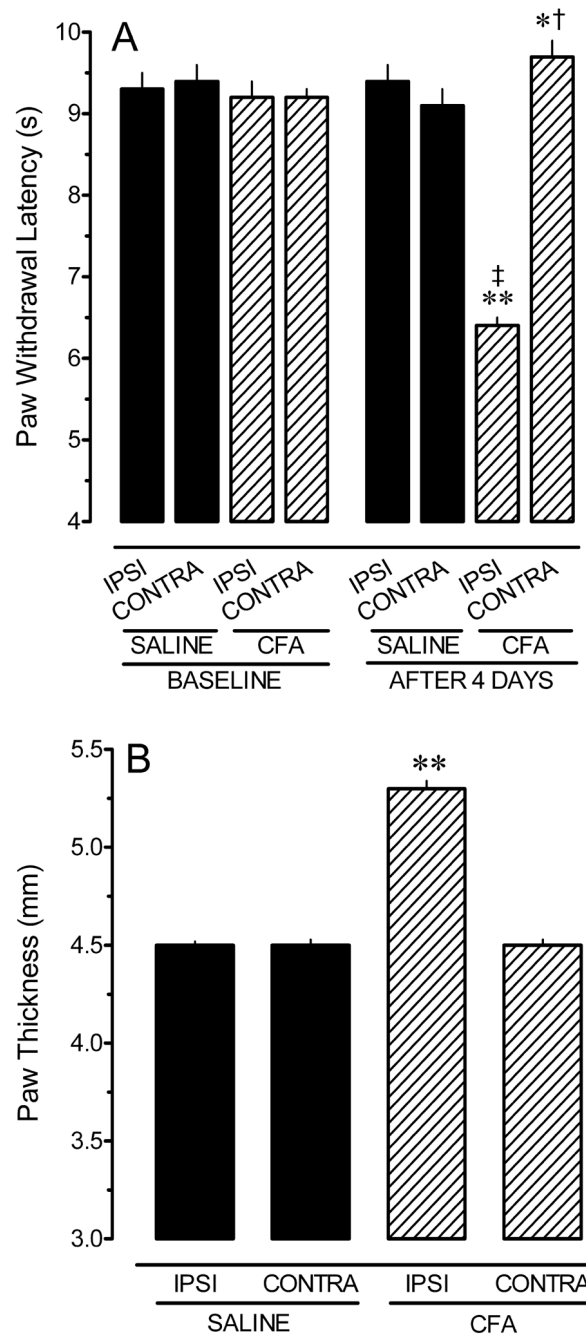 A
Paw Withdrawal Latency (s)
10
9
8
7
6
5
4
*†
‡
**
IPSI CONTRA IPSI CONTRA IPSI CONTRA IPSI CONTRA
SALINE CFA SALINE CFA
BASELINE AFTER 4 DAYS
B
Paw Thickness (mm)
5.5
5.0
4.5
4.0
3.5
3.0
**
IPSI CONTRA IPSI CONTRA
SALINE CFA